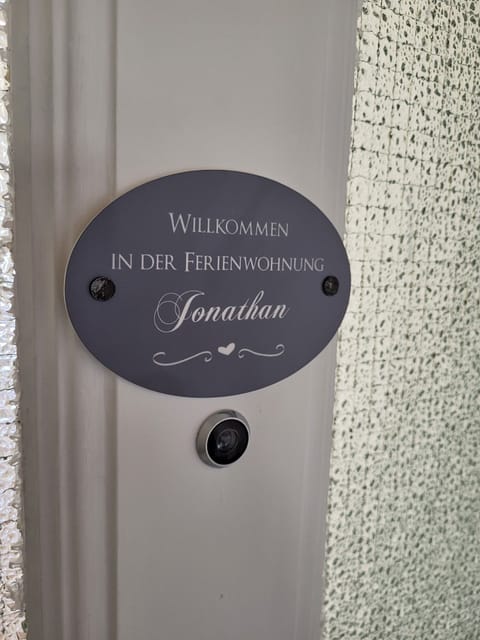 Willkommen
in der Ferienwohnung
Jonathan